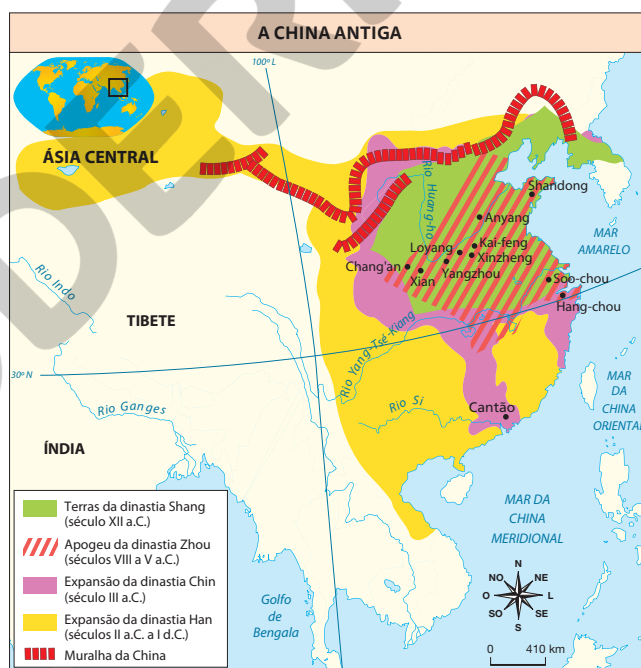 A CHINA ANTIGA
100° L
ÁSIA CENTRAL
Rio Huang-ho
Shandong
Anyang
MAR
AMARELO
Loyang
Kai-feng
Xinzheng
Chang'an
Xian
Yangzhou
Soo-chou
Hang-chou
Rio Indo
TIBETE
Rio Yang-Tsé-Kiang
30° N
Rio Ganges
Rio Si
Cantão
MAR
DA
CHINA
ORIENTAL
ÍNDIA
Terras da dinastia Shang
(século XII a.C.)
Apogeu da dinastia Zhou
(séculos VIII a V a.C.)
Expansão da dinastia Chin
(século III a.C.)
Expansão da dinastia Han
(séculos II a.C. a I d.C.)
Muralha da China
MAR DA
CHINA
MERIDIONAL
Golfo
de
Bengala
N
NO NE
O L
SO SE
S
0 410 km